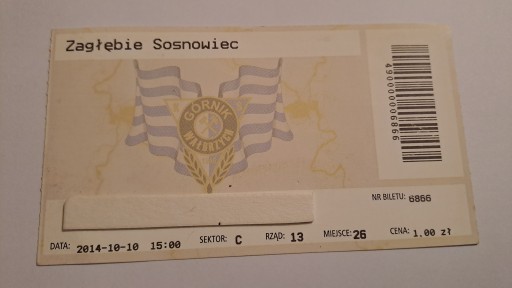 Zagłębie Sosnowiec
GÓRNIK
WAŁBRZYCH
490000006866
NR BILETU: 6866
DATA: 2014-10-10 15:00 SEKTOR: C RZĄD: 13 MIEJSCE: 26 CENA: 1,00 zł